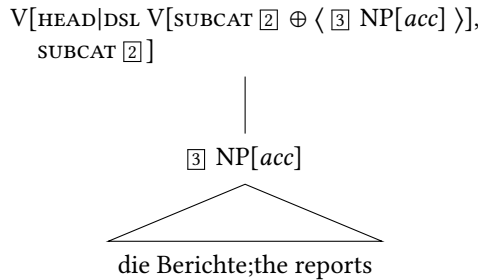 V[HEAD|DSL V[SUBCAT 2 ⊕ ⟨ 3 NP[acc] ⟩],
SUBCAT 2 ]
3 NP[acc]
die Berichte;the reports